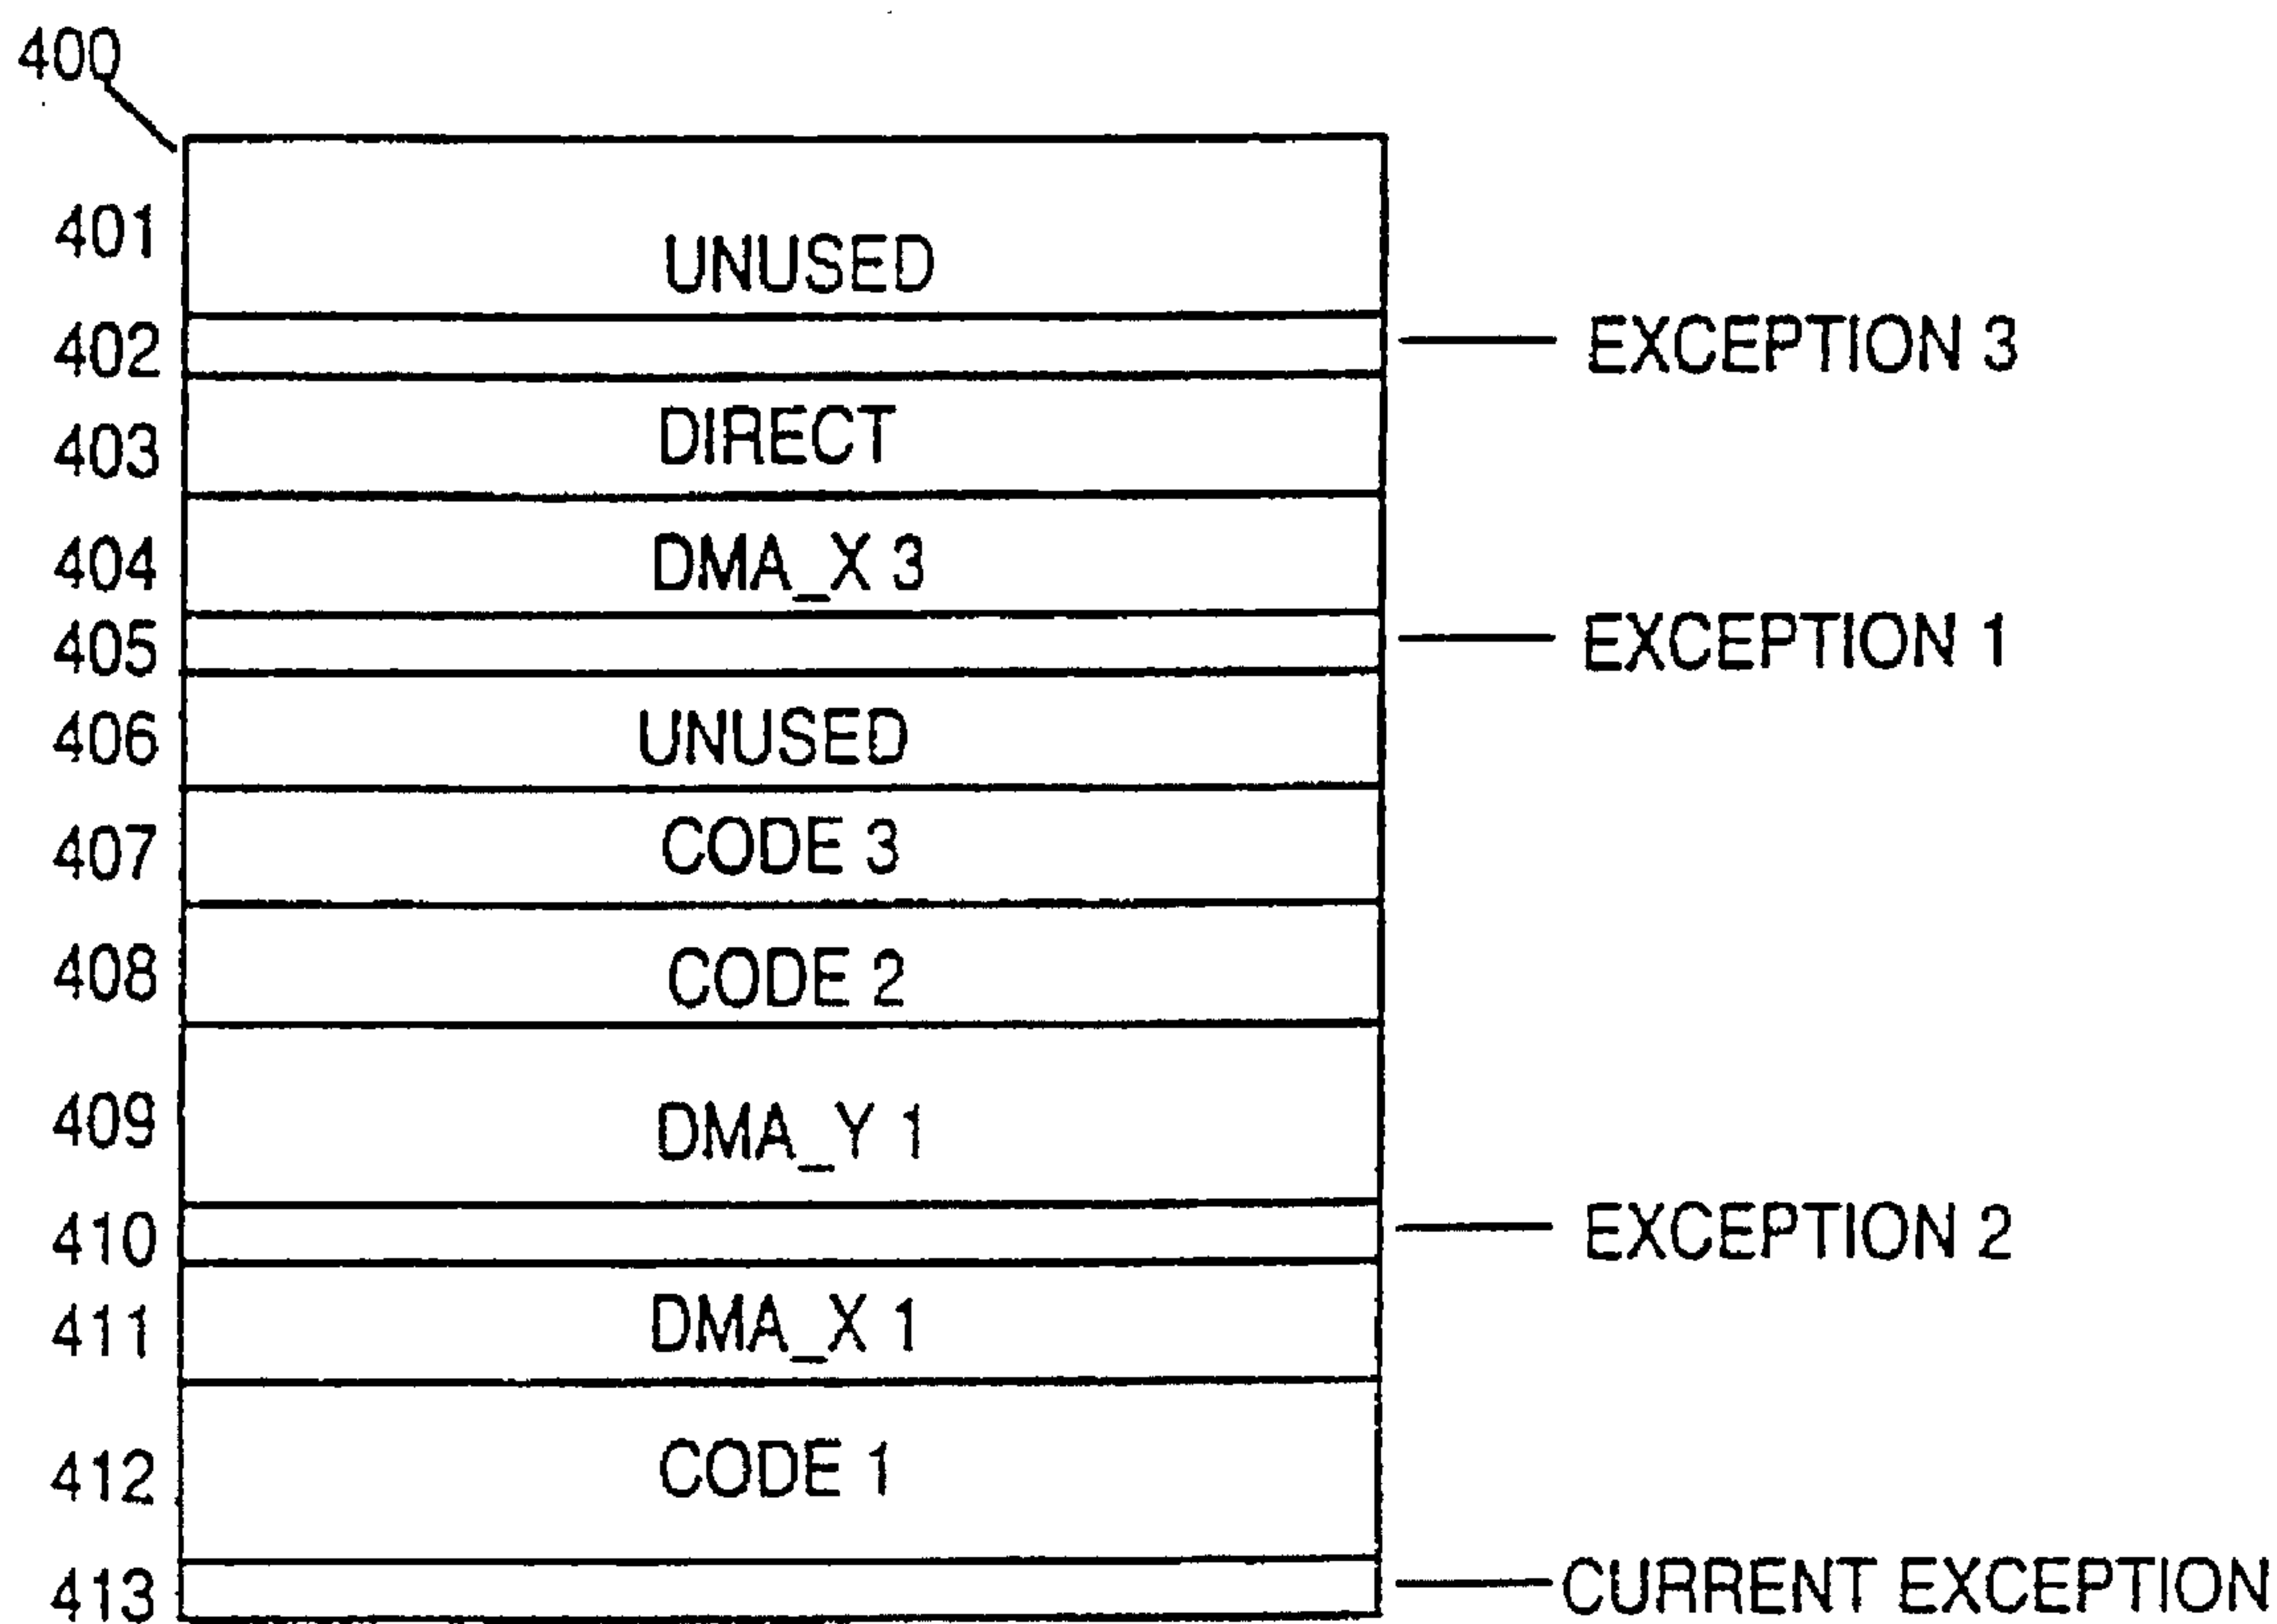 400
401 UNUSED
402 EXCEPTION 3
403 DIRECT
404 DMA_X 3
405 EXCEPTION 1
406 UNUSED
407 CODE 3
408 CODE 2
409 DMA_Y 1
410 EXCEPTION 2
411 DMA_X 1
412 CODE 1
413 CURRENT EXCEPTION